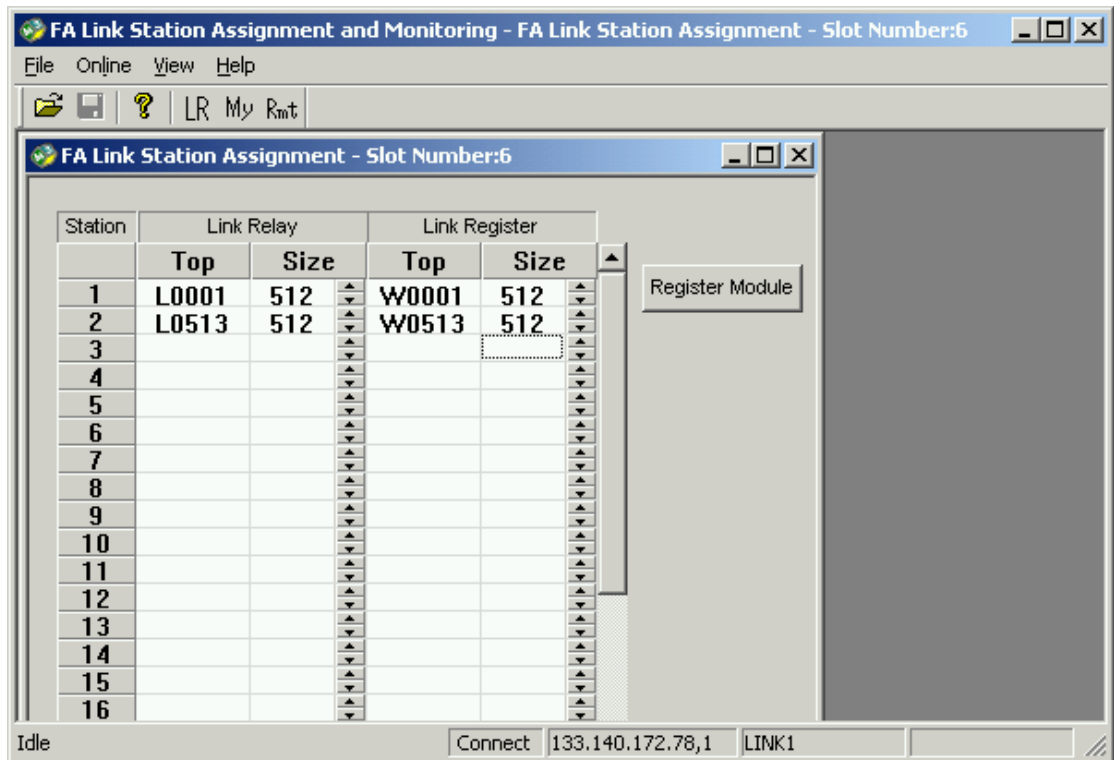 FA Link Station Assignment and Monitoring - FA Link Station Assignment - Slot Number:6
File Online View Help
LR My Rmt
FA Link Station Assignment - Slot Number:6
Station Link Relay Link Register
Top Size Top Size
Register Module
1 L0001 512 W0001 512
2 L0513 512 W0513 512
3
4
5
6
7
8
9
10
11
12
13
14
15
16
Idle Connect 133.140.172.78,1 LINK1